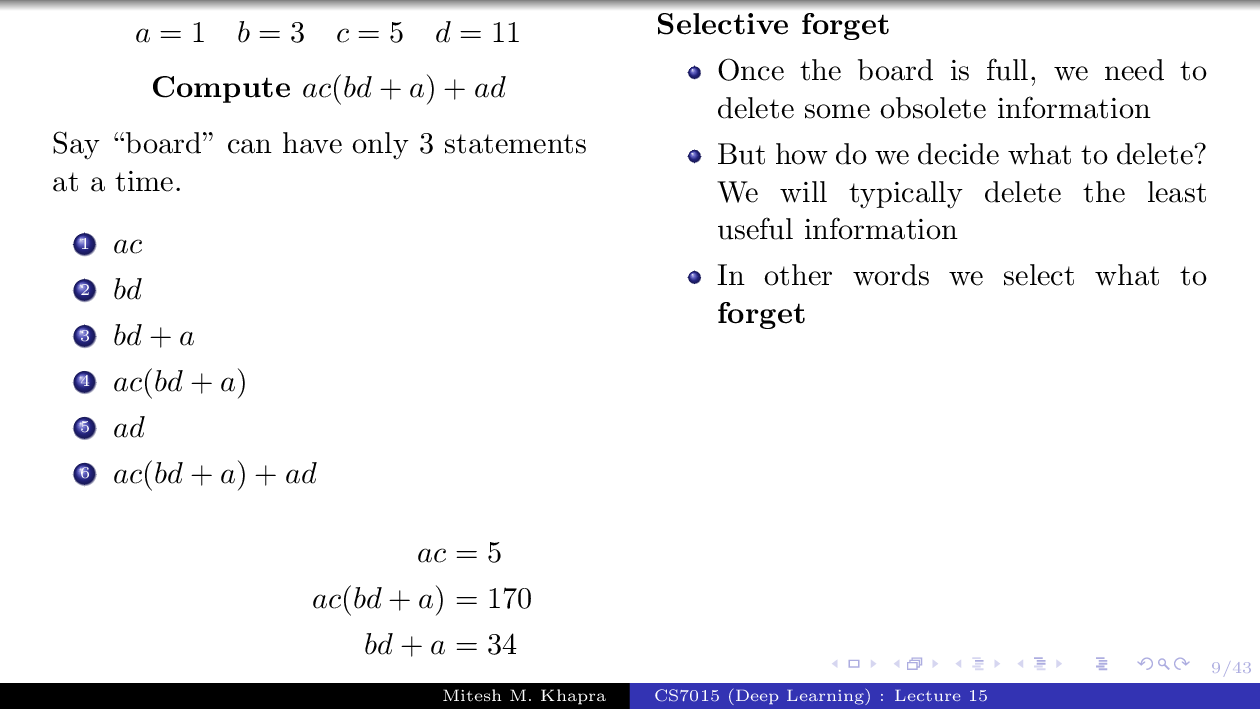 a = 1 b = 3 c = 5 d = 11
Compute ac(bd + a) + ad
Say “board” can have only 3 statements
at a time.
1 ac
2 bd
3 bd + a
4 ac(bd + a)
5 ad
6 ac(bd + a) + ad
ac = 5
ac(bd + a) = 170
bd + a = 34
Selective forget
Once the board is full, we need to
delete some obsolete information
But how do we decide what to delete?
We will typically delete the least
useful information
In other words we select what to
forget
9/43
Mitesh M. Khapra
CS7015 (Deep Learning) : Lecture 15